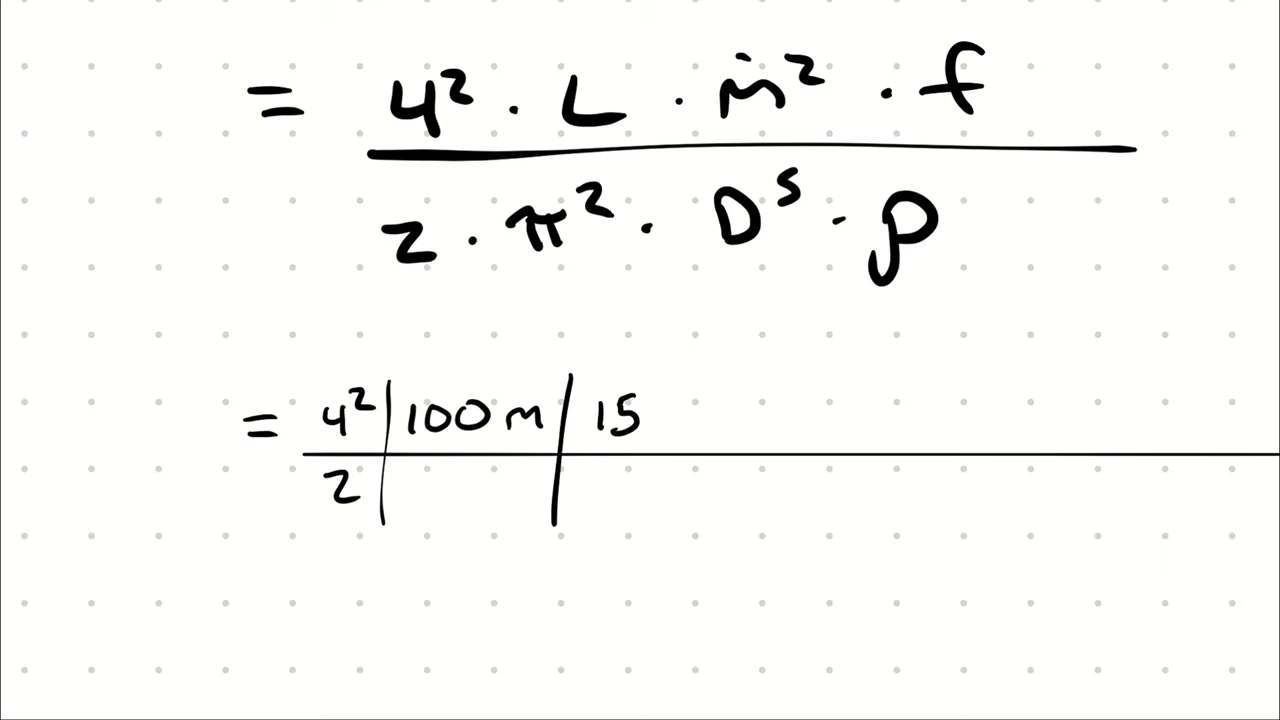 = 4² · L · ṁ² · f
2 · π² · D⁵ · ρ
= 4² | 100 m | 15
2